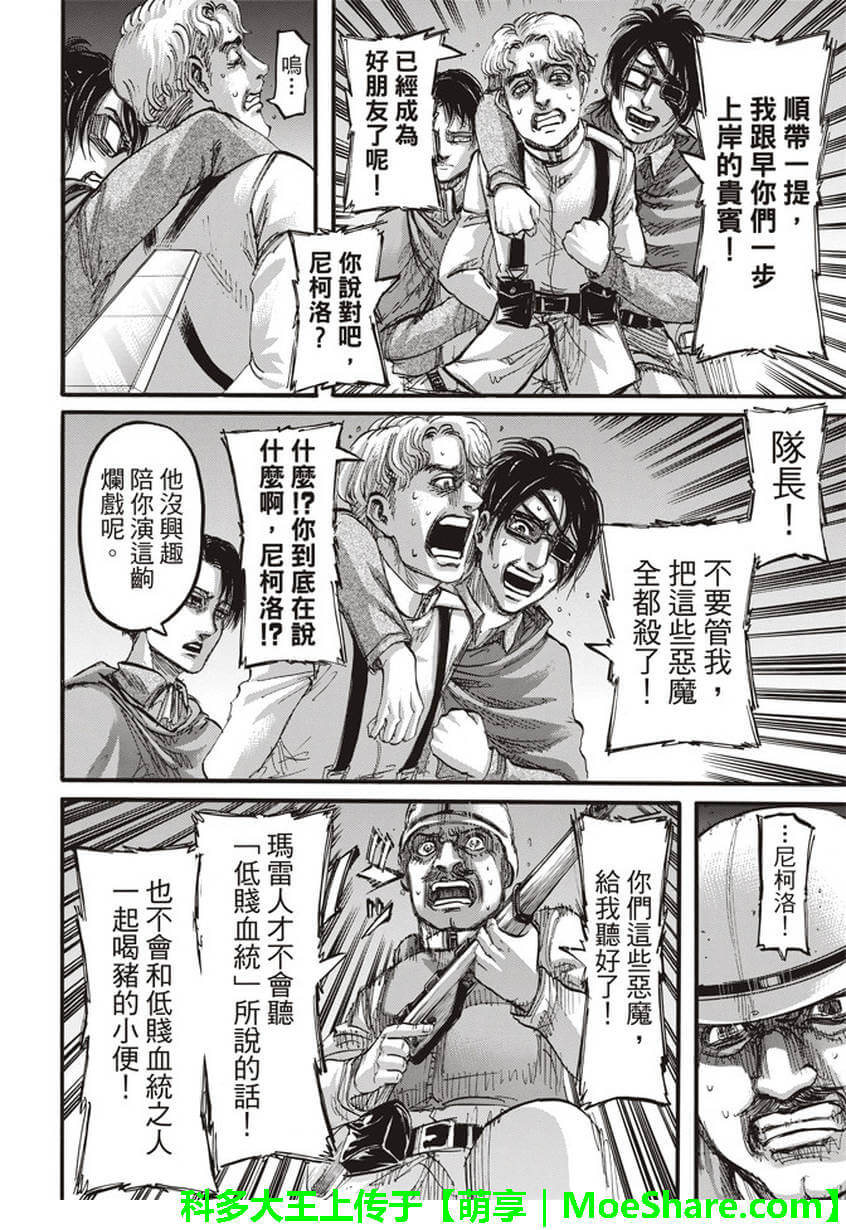 順帶一提，
我跟早你們一步
上岸的貴賓！
已經成為
好朋友了呢！
你說對吧，
尼柯洛？
嗚…
隊長！
不要管我，
把這些惡魔
全都殺了！
什麼!?你到底在說
什麼啊，尼柯洛!?
他沒興趣
陪你演這齣
爛戲呢。
…尼柯洛！
你們這些惡魔，
給我聽好了！
瑪雷人才不會聽
「低賤血統」所說的話！
也不會和低賤血統之人
一起喝豬的小便！
科多大王上传于【萌享｜MoeShare.com】